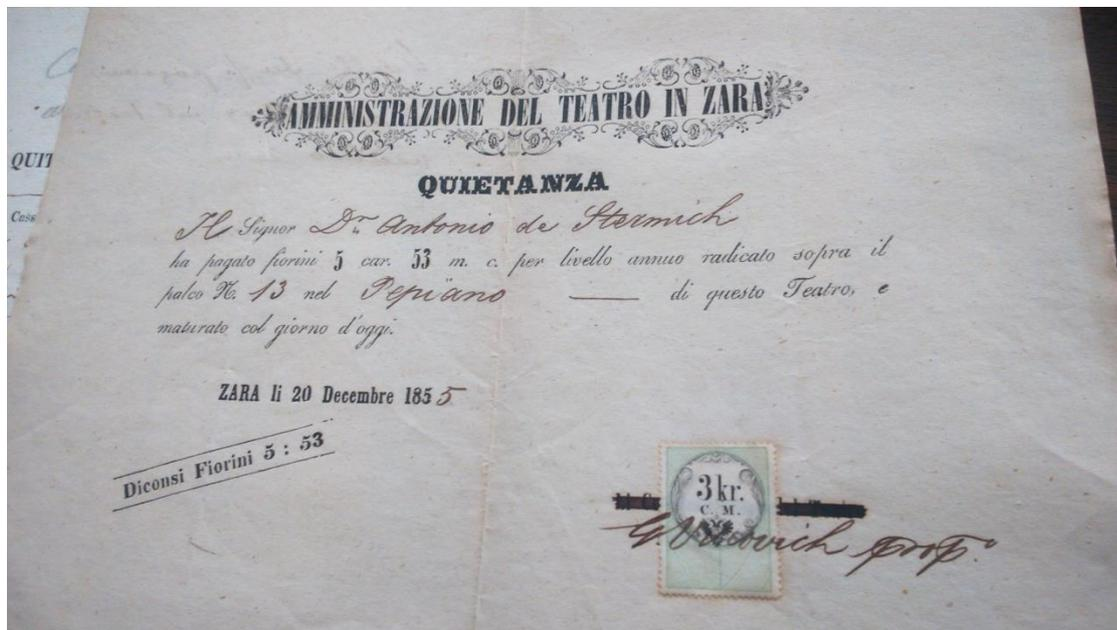 AMMINISTRAZIONE DEL TEATRO IN ZARA
QUIETANZA
Il Signor Dr. Antonio de Stermich
ha pagato fiorini 5 car. 53 m. c. per livello annuo radicato sopra il
palco N. 13 nel Pepiano — di questo Teatro, e
maturato col giorno d'oggi.
ZARA li 20 Decembre 1855
Diconsi Fiorini 5 : 53
3 kr.
C. M.
QUIT
Cass